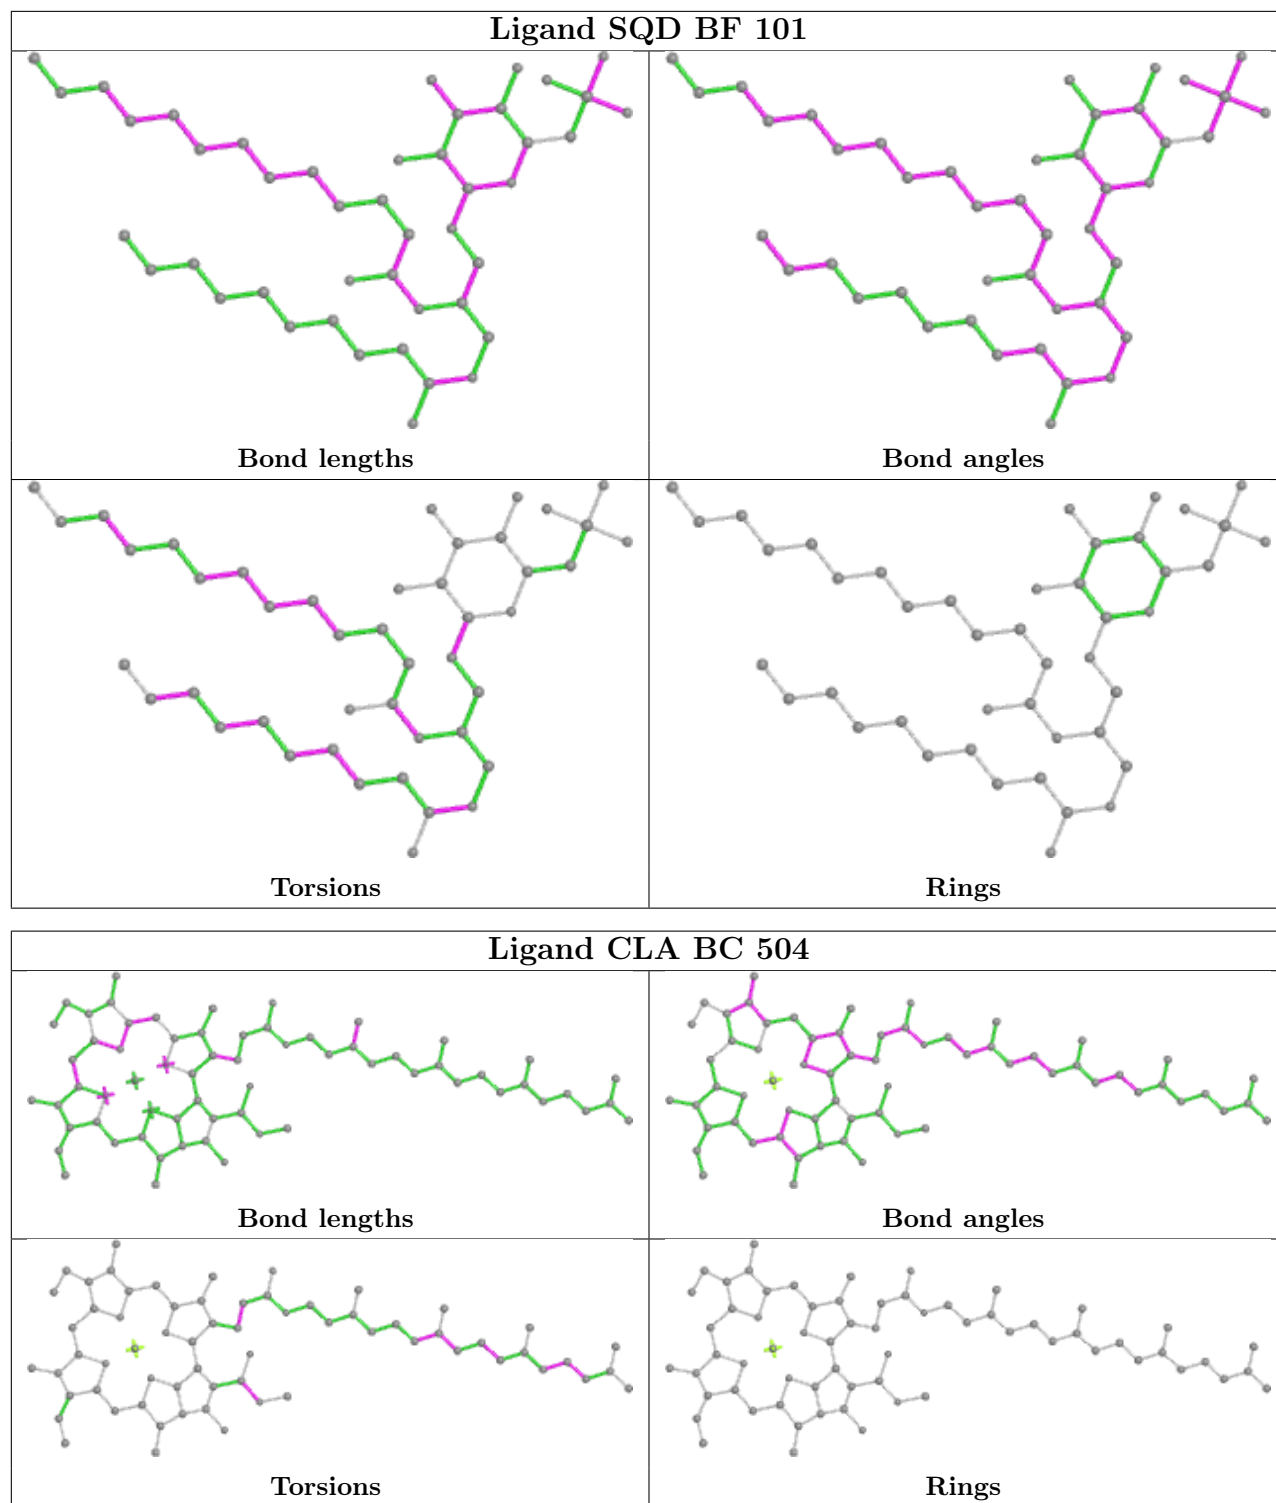 Ligand SQD BF 101
Bond lengths
Bond angles
Torsions
Rings
Ligand CLA BC 504
Bond lengths
Bond angles
Torsions
Rings